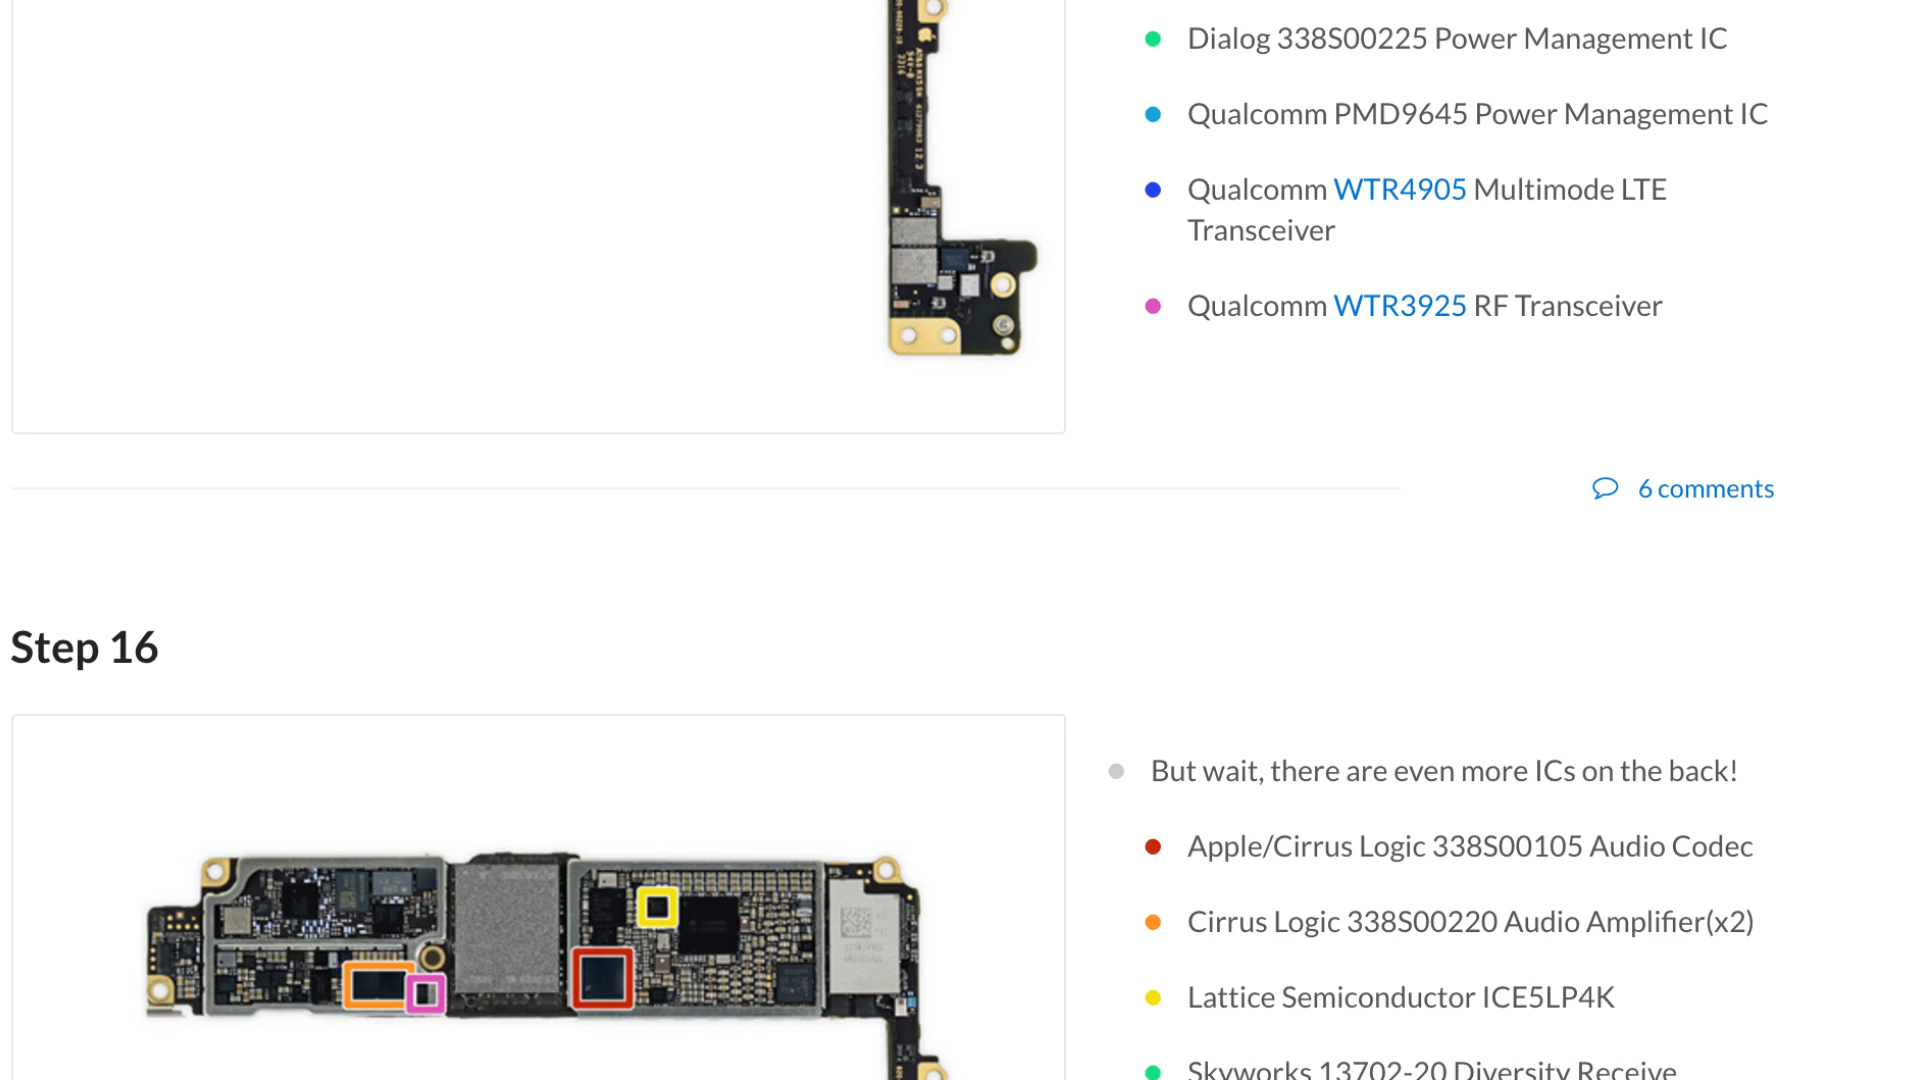 Dialog 338S00225 Power Management IC
Qualcomm PMD9645 Power Management IC
Qualcomm WTR4905 Multimode LTE
Transceiver
Qualcomm WTR3925 RF Transceiver
6 comments
Step 16
But wait, there are even more ICs on the back!
Apple/Cirrus Logic 338S00105 Audio Codec
Cirrus Logic 338S00220 Audio Amplifier(x2)
Lattice Semiconductor ICE5LP4K
Skyworks 13702-20 Diversity Receive